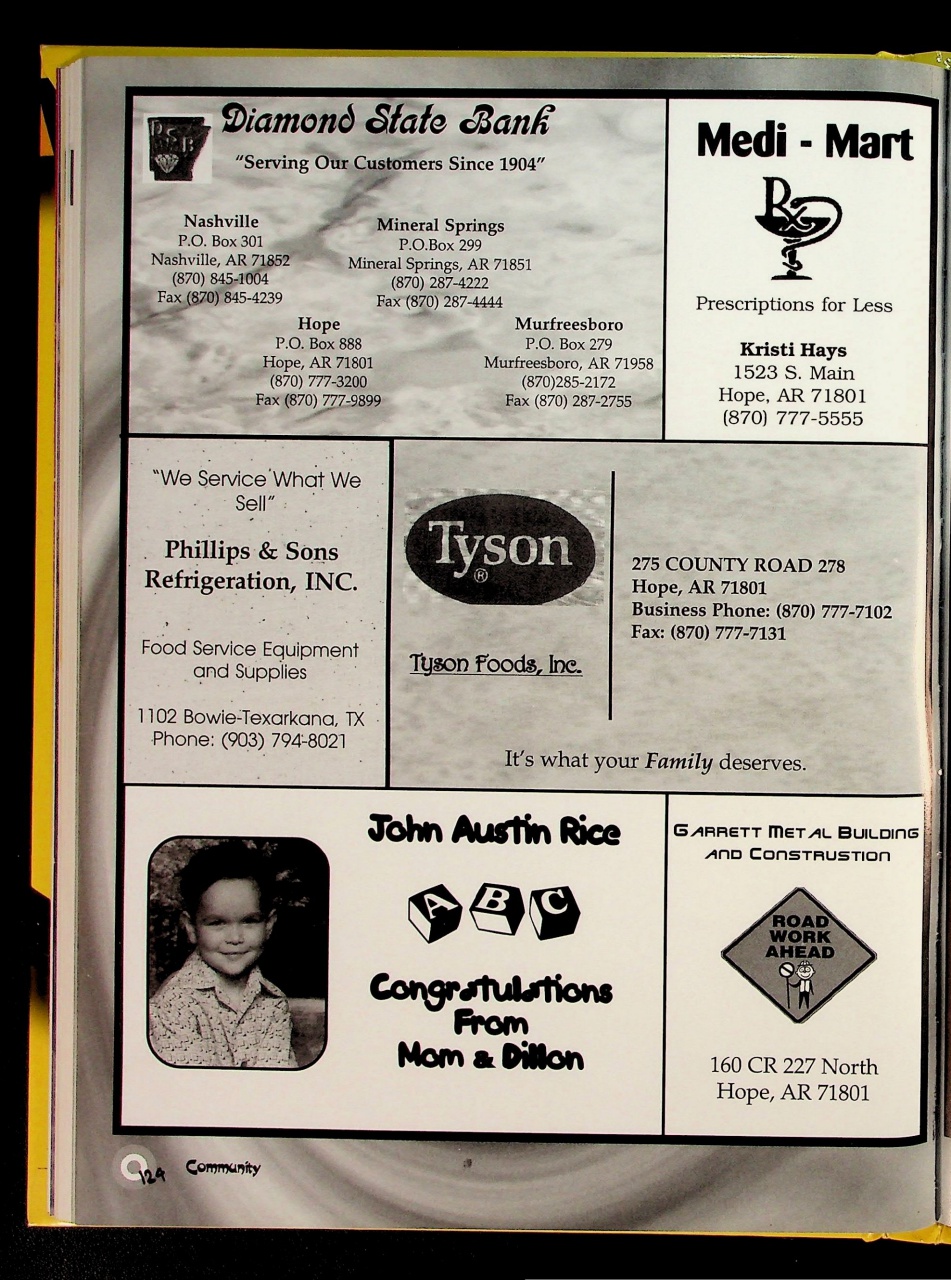 DSB
Diamond State Bank
"Serving Our Customers Since 1904"
Nashville
P.O. Box 301
Nashville, AR 71852
(870) 845-1004
Fax (870) 845-4239
Mineral Springs
P.O.Box 299
Mineral Springs, AR 71851
(870) 287-4222
Fax (870) 287-4444
Hope
P.O. Box 888
Hope, AR 71801
(870) 777-3200
Fax (870) 777-9899
Murfreesboro
P.O. Box 279
Murfreesboro, AR 71958
(870)285-2172
Fax (870) 287-2755
Medi - Mart
Rx
Prescriptions for Less
Kristi Hays
1523 S. Main
Hope, AR 71801
(870) 777-5555
"We Service What We
Sell"
Phillips & Sons
Refrigeration, INC.
Food Service Equipment
and Supplies
1102 Bowie-Texarkana, TX
Phone: (903) 794-8021
Tyson
®
Tyson Foods, Inc.
275 COUNTY ROAD 278
Hope, AR 71801
Business Phone: (870) 777-7102
Fax: (870) 777-7131
It's what your Family deserves.
John Austin Rice
A B C
Congratulations
From
Mom & Dillon
Garrett Metal Building
and Construstion
ROAD
WORK
AHEAD
160 CR 227 North
Hope, AR 71801
124 Community